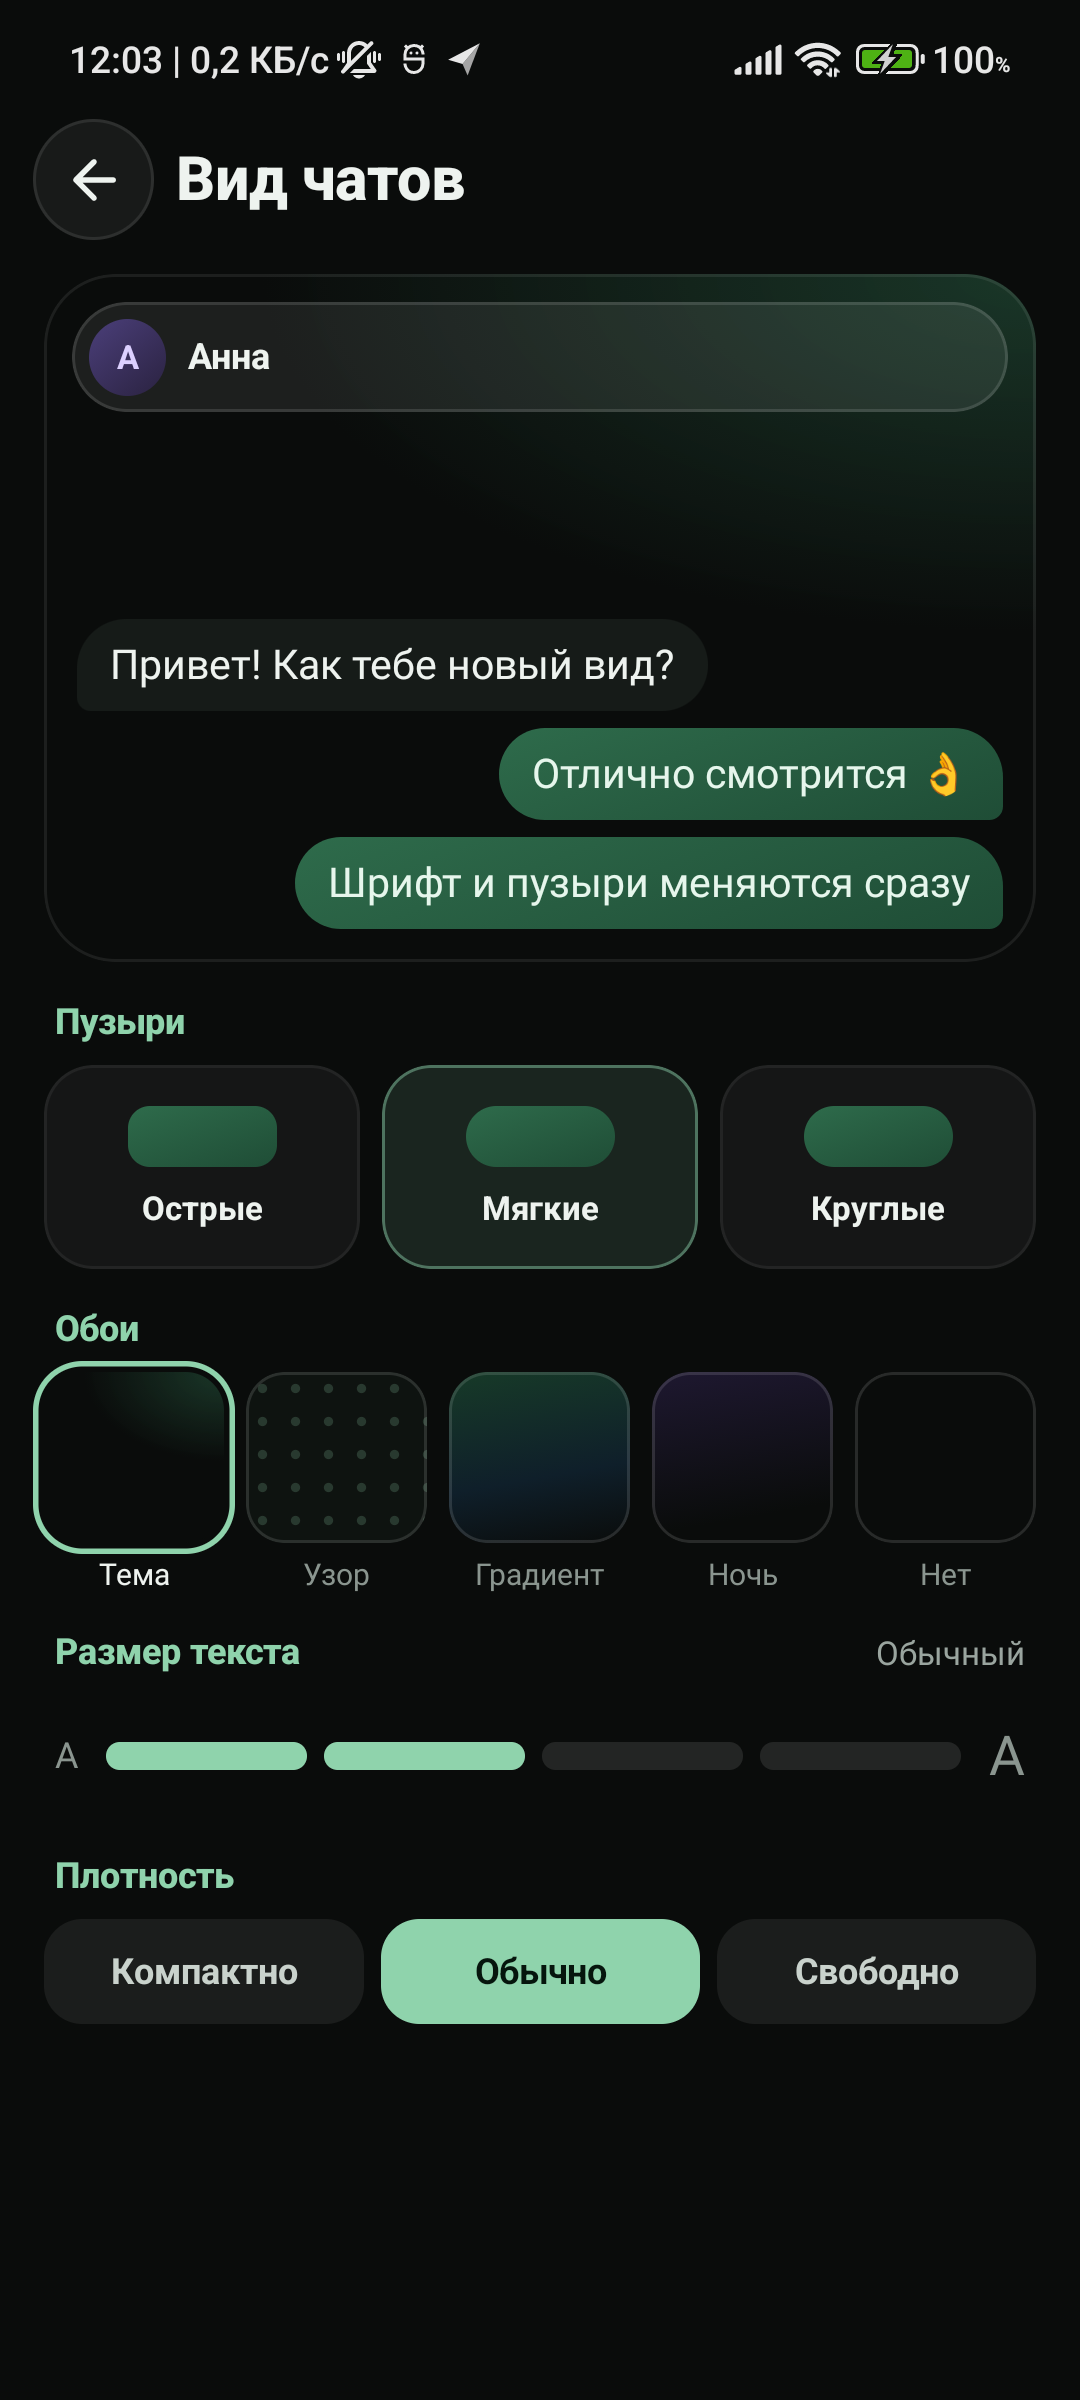 12:03 | 0,2 КБ/с 100%
Вид чатов
А Анна
Привет! Как тебе новый вид?
Отлично смотрится 👌
Шрифт и пузыри меняются сразу
Пузыри
Острые Мягкие Круглые
Обои
Тема Узор Градиент Ночь Нет
Размер текста Обычный
А А
Плотность
Компактно Обычно Свободно